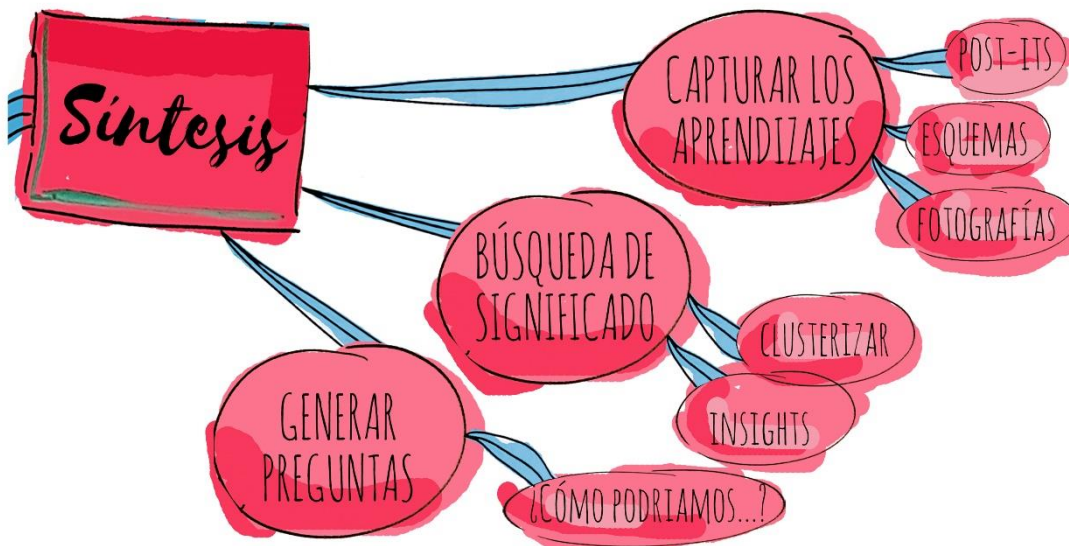 Síntesis
CAPTURAR LOS
APRENDIZAJES
POST-ITS
ESQUEMAS
FOTOGRAFÍAS
BÚSQUEDA DE
SIGNIFICADO
CLUSTERIZAR
INSIGHTS
GENERAR
PREGUNTAS
¿CÓMO PODRIAMOS...?